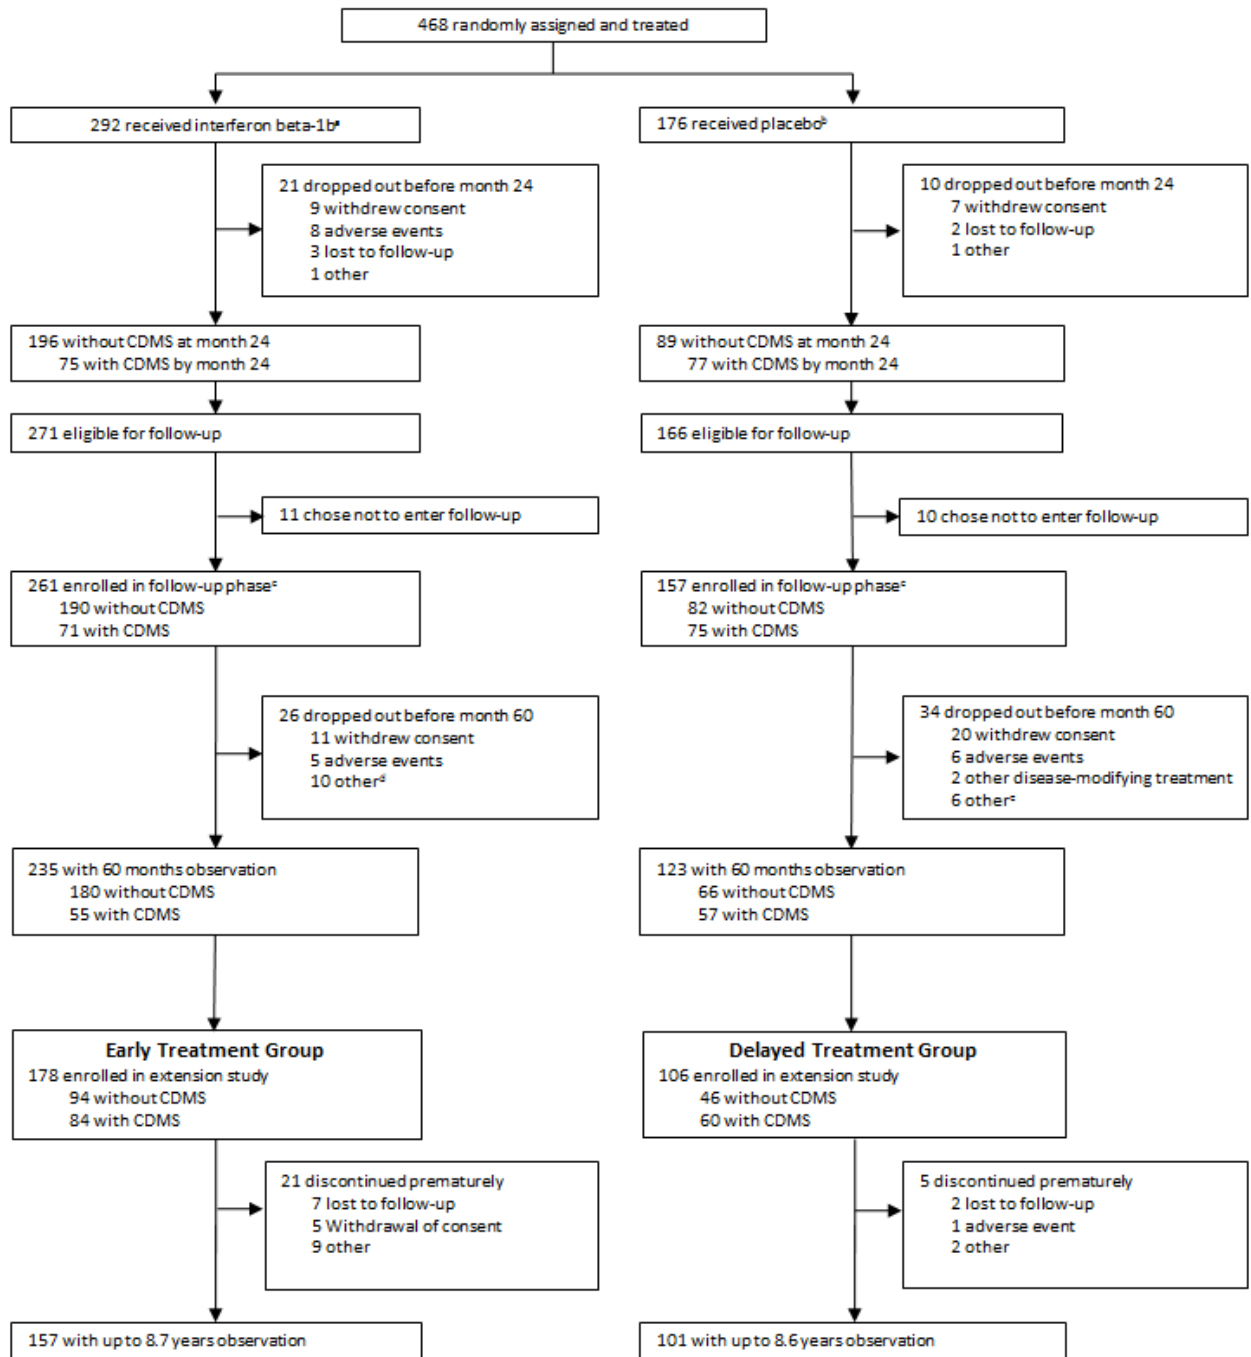 468 randomly assigned and treated
292 received interferon beta-1bᵃ
176 received placeboᵇ
21 dropped out before month 24
9 withdrew consent
8 adverse events
3 lost to follow-up
1 other
10 dropped out before month 24
7 withdrew consent
2 lost to follow-up
1 other
196 without CDMS at month 24
75 with CDMS by month 24
89 without CDMS at month 24
77 with CDMS by month 24
271 eligible for follow-up
166 eligible for follow-up
11 chose not to enter follow-up
10 chose not to enter follow-up
261 enrolled in follow-up phaseᶜ
190 without CDMS
71 with CDMS
157 enrolled in follow-up phaseᶜ
82 without CDMS
75 with CDMS
26 dropped out before month 60
11 withdrew consent
5 adverse events
10 otherᵈ
34 dropped out before month 60
20 withdrew consent
6 adverse events
2 other disease-modifying treatment
6 otherᵉ
235 with 60 months observation
180 without CDMS
55 with CDMS
123 with 60 months observation
66 without CDMS
57 with CDMS
Early Treatment Group
178 enrolled in extension study
94 without CDMS
84 with CDMS
Delayed Treatment Group
106 enrolled in extension study
46 without CDMS
60 with CDMS
21 discontinued prematurely
7 lost to follow-up
5 Withdrawal of consent
9 other
5 discontinued prematurely
2 lost to follow-up
1 adverse event
2 other
157 with up to 8.7 years observation
101 with up to 8.6 years observation